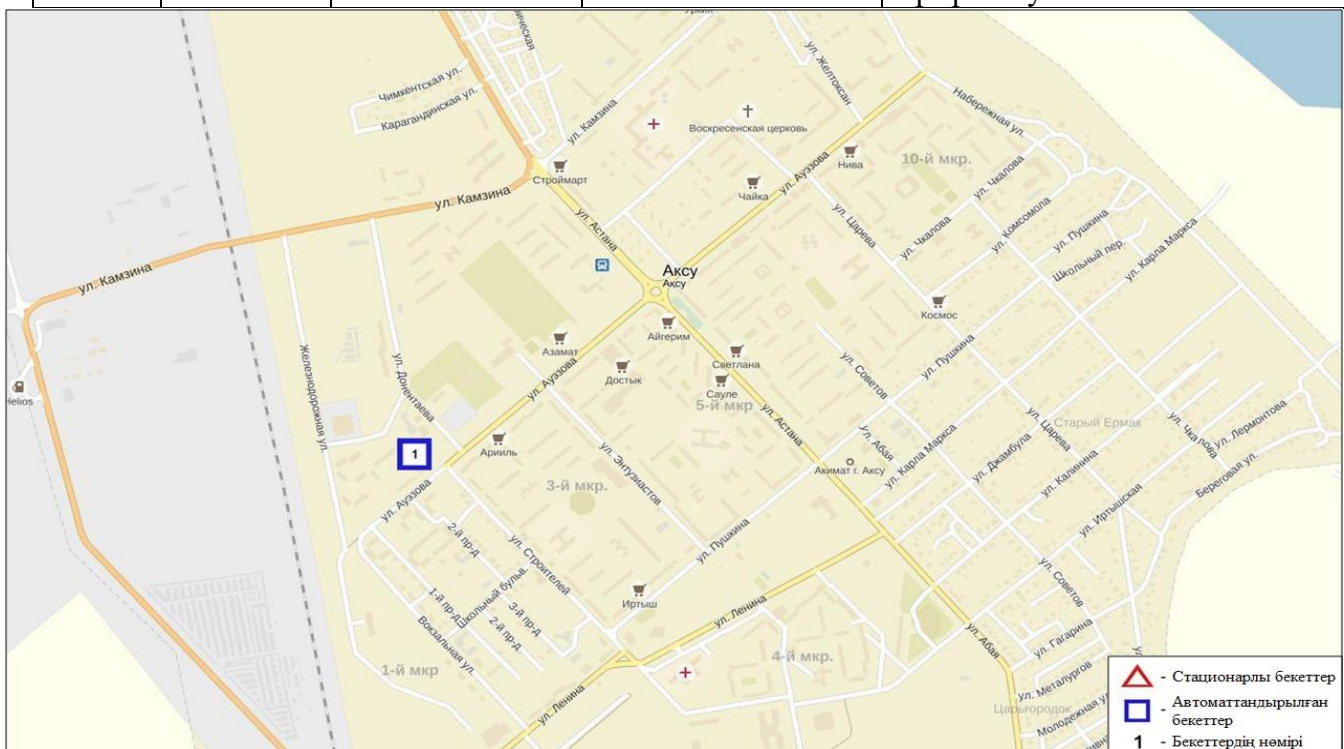 Чимкентская ул.
Карагандинская ул.
ул. Камзина
Воскресенская церковь
ул. Желтоксан
Набережная ул.
Строймарт
Нива
10-й мкр.
ул. Камзина
Чайка
ул. Ауэзова
ул. Чкалова
ул. Астана
ул. Царева
ул. Чкалова
ул. Комсомола
ул. Пушкина
Школьный пер.
ул. Карла Маркса
ул. Камзина
Аксу
Ақсу
Космос
Айгерим
Азамат
Светлана
Helios
Железнодорожная ул.
ул. Донентаева
ул. Ауэзова
Достык
Сауле
5-й мкр
ул. Советов
ул. Пушкина
ул. Астана
Старый Ермак
ул. Царева
ул. Чкалова
ул. Лермонтова
Арииль
1
ул. Абая
ул. Карла Маркса
ул. Джамбула
ул. Калинина
Береговая ул.
Акимат г. Аксу
ул. Энтузиастов
3-й мкр.
ул. Ауэзова
2-й пр-д
ул. Строителей
ул. Пушкина
ул. Иртышская
ул. Советов
1-й пр-д
Школьный бульв.
3-й пр-д
2-й пр-д
Вокзальная ул.
Иртыш
ул. Ленина
ул. Абая
ул. Гагарина
1-й мкр
4-й мкр.
ул. Металургов
Царьгородок
Молодежная ул.
ул. Ленина
- Стационарлы бекеттер
- Автоматтандырылған
бекеттер
1 - Бекеттердің нөмірі